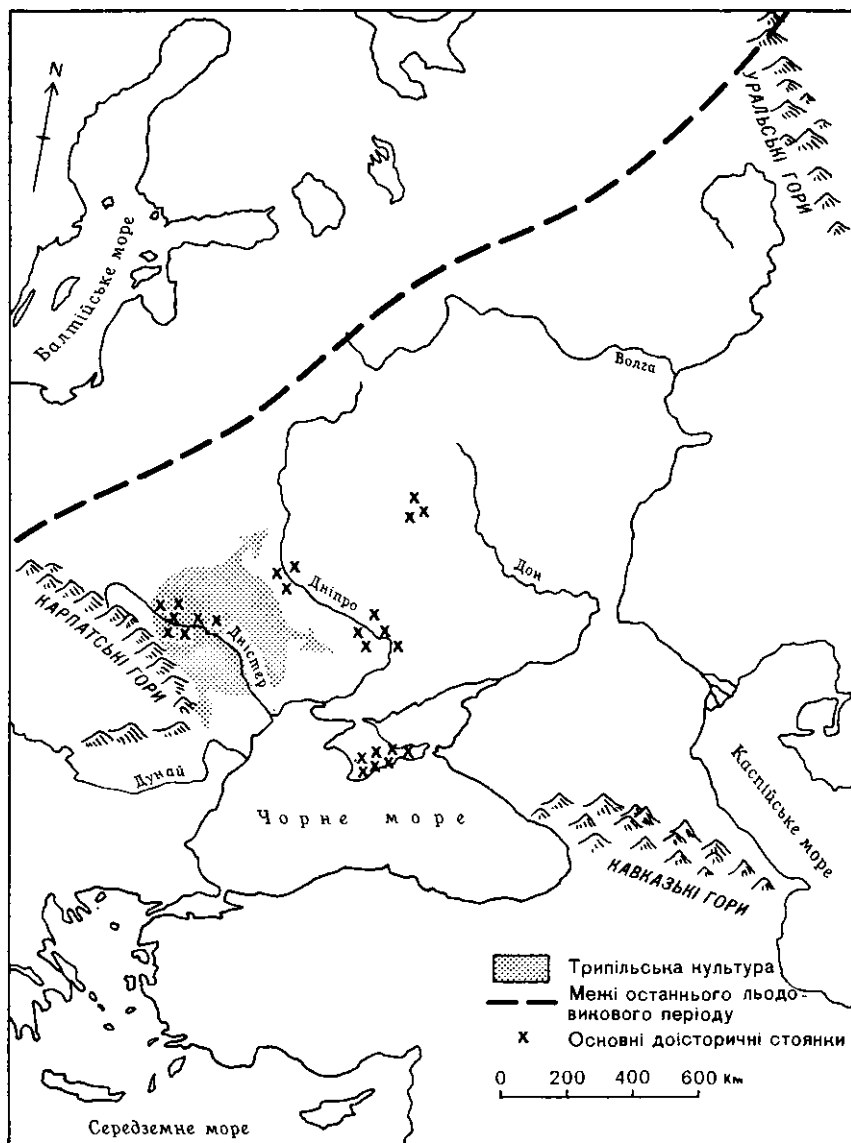 N
УРАЛЬСЬКІ ГОРИ
Балтійське море
Волга
Дон
Дніпро
КАРПАТСЬКІ ГОРИ
Дністер
Дунай
Каспійське море
Чорне море
КАВКАЗЬКІ ГОРИ
Трипільська культура
Межі останнього льодо-
викового періоду
x Основні доісторичні стоянки
0 200 400 600 Km
Середземне море